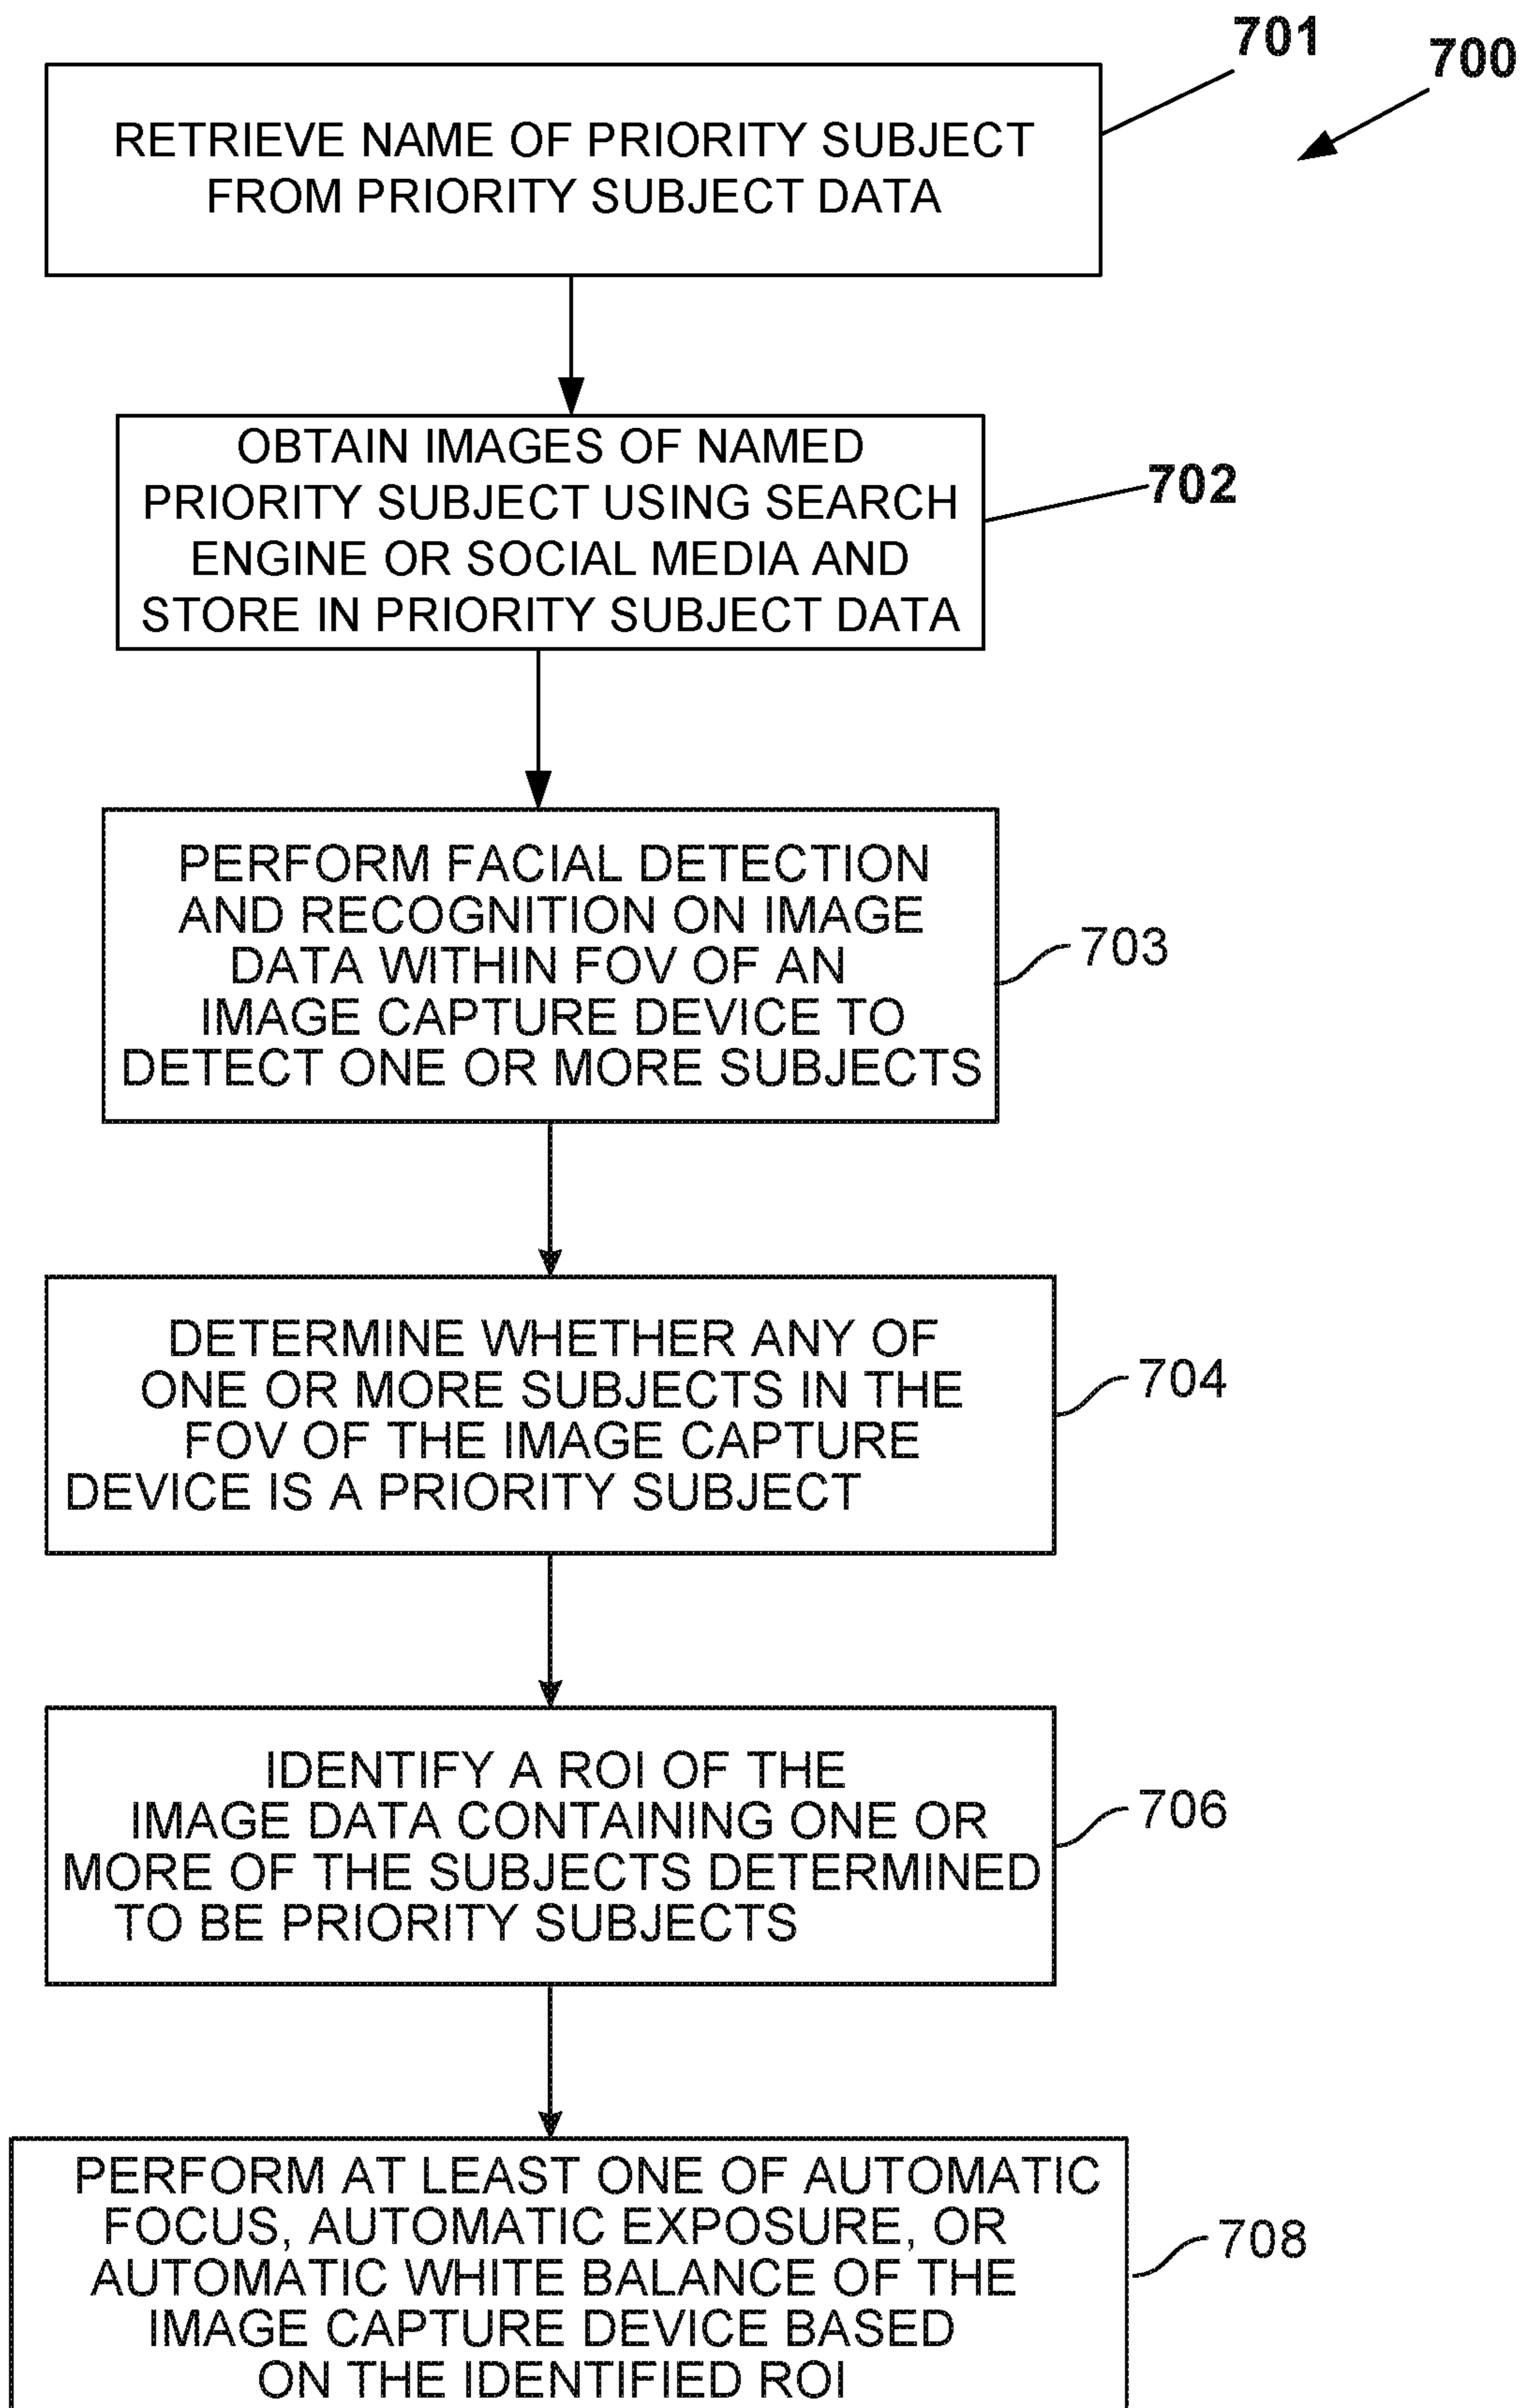 701
700
RETRIEVE NAME OF PRIORITY SUBJECT
FROM PRIORITY SUBJECT DATA
OBTAIN IMAGES OF NAMED
PRIORITY SUBJECT USING SEARCH
ENGINE OR SOCIAL MEDIA AND
STORE IN PRIORITY SUBJECT DATA
702
PERFORM FACIAL DETECTION
AND RECOGNITION ON IMAGE
DATA WITHIN FOV OF AN
IMAGE CAPTURE DEVICE TO
DETECT ONE OR MORE SUBJECTS
703
DETERMINE WHETHER ANY OF
ONE OR MORE SUBJECTS IN THE
FOV OF THE IMAGE CAPTURE
DEVICE IS A PRIORITY SUBJECT
704
IDENTIFY A ROI OF THE
IMAGE DATA CONTAINING ONE OR
MORE OF THE SUBJECTS DETERMINED
TO BE PRIORITY SUBJECTS
706
PERFORM AT LEAST ONE OF AUTOMATIC
FOCUS, AUTOMATIC EXPOSURE, OR
AUTOMATIC WHITE BALANCE OF THE
IMAGE CAPTURE DEVICE BASED
ON THE IDENTIFIED ROI
708